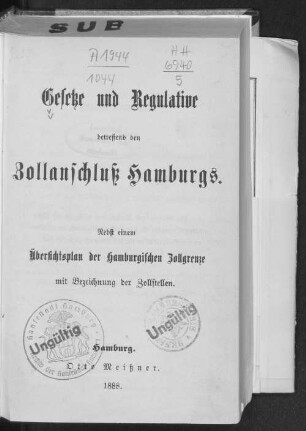 SUB
A 1944
1044
HH
6940
5
Gesetze und Regulative
betreffend den
Zollanschluß Hamburgs.
Nebst einem
Übersichtsplan der Hamburgischen Zollgrenze
mit Bezeichnung der Zollstellen.
Ungültig
Ungültig
Hamburg.
Otto Meißner.
1888.